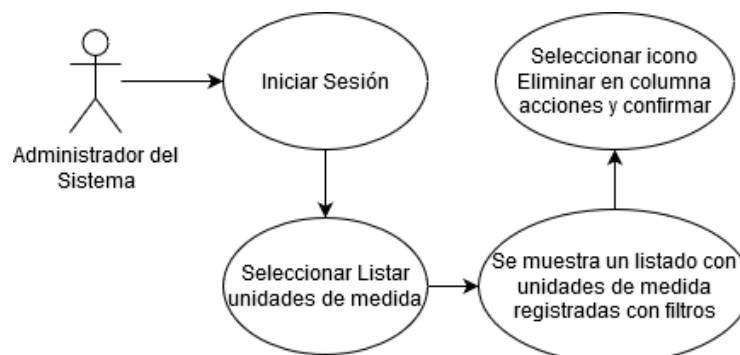 Administrador del
Sistema
Iniciar Sesión
Seleccionar Listar
unidades de medida
Se muestra un listado con
unidades de medida
registradas con filtros
Seleccionar icono
Eliminar en columna
acciones y confirmar